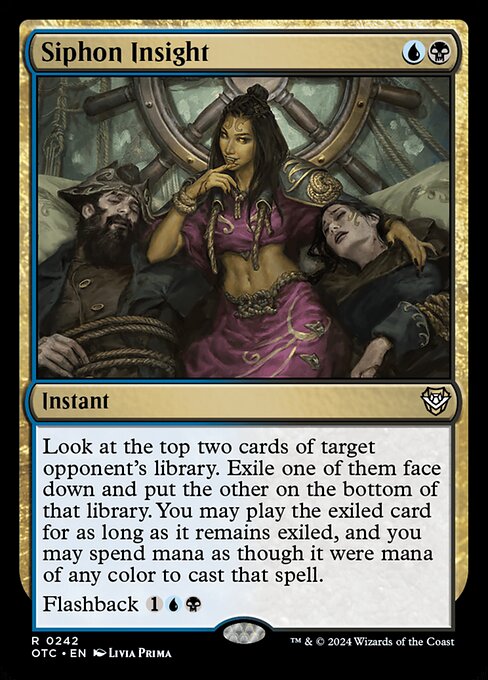 Siphon Insight
Instant
Look at the top two cards of target
opponent's library. Exile one of them face
down and put the other on the bottom of
that library. You may play the exiled card
for as long as it remains exiled, and you
may spend mana as though it were mana
of any color to cast that spell.
Flashback 1
R 0242
OTC • EN Livia Prima
™ & © 2024 Wizards of the Coast